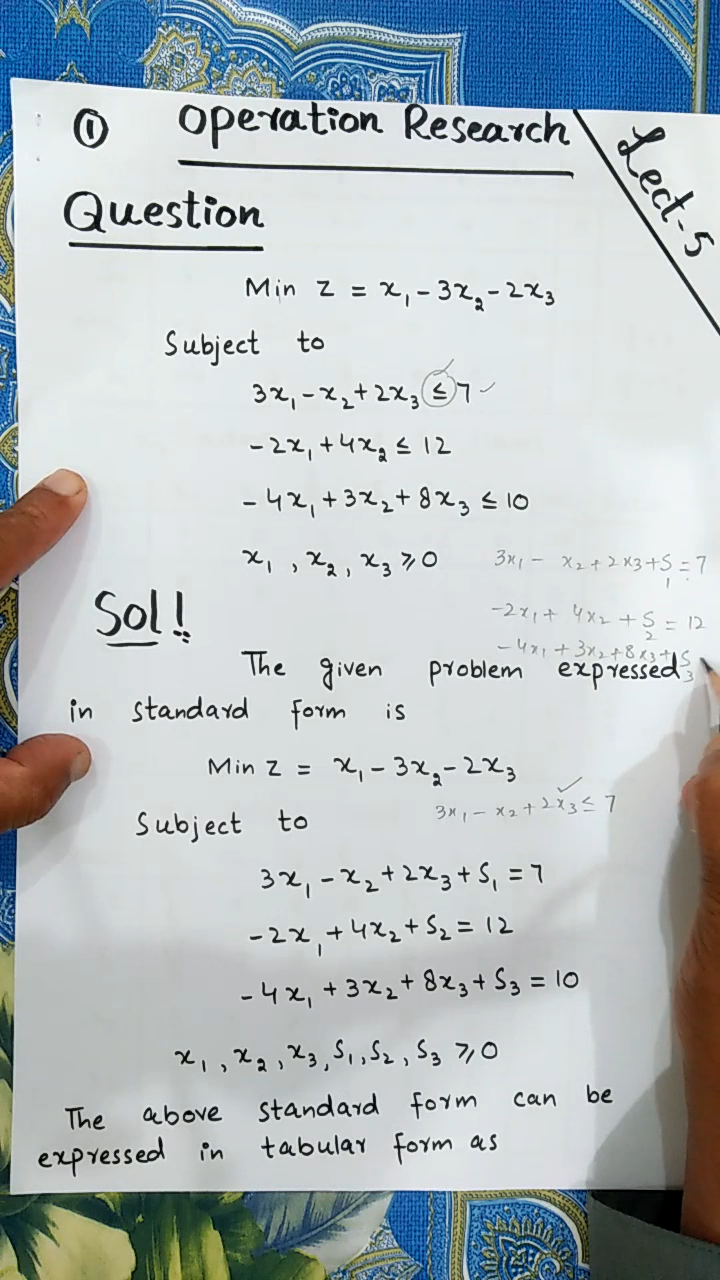 ① Operation Research
Lect-5
Question
Min Z = x₁ - 3x₂ - 2x₃
Subject to
3x₁ - x₂ + 2x₃ ≤ 7 ✓
-2x₁ + 4x₂ ≤ 12
-4x₁ + 3x₂ + 8x₃ ≤ 10
x₁, x₂, x₃ ≥ 0
3x₁ - x₂ + 2x₃ + S₁ = 7
-2x₁ + 4x₂ + S₂ = 12
-4x₁ + 3x₂ + 8x₃ + S₃
Sol!
The given problem expressed
in standard form is
Min Z = x₁ - 3x₂ - 2x₃
3x₁ - x₂ + 2x₃ ≤ 7
Subject to
3x₁ - x₂ + 2x₃ + S₁ = 7
-2x₁ + 4x₂ + S₂ = 12
-4x₁ + 3x₂ + 8x₃ + S₃ = 10
x₁, x₂, x₃, S₁, S₂, S₃ ≥ 0
The above standard form can be
expressed in tabular form as